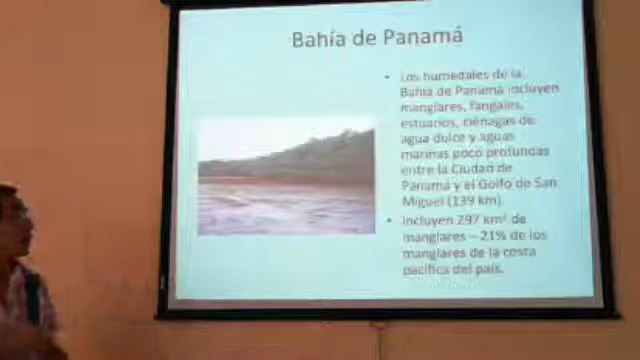 Bahía de Panamá
• Los humedales de la
Bahía de Panamá incluyen
manglares, fangales,
estuarios, ciénagas de
agua dulce y aguas
marinas poco profundas
entre la Ciudad de
Panamá y el Golfo de San
Miguel (139 km).
• Incluyen 297 km² de
manglares – 21% de los
manglares de la costa
pacífica del país.